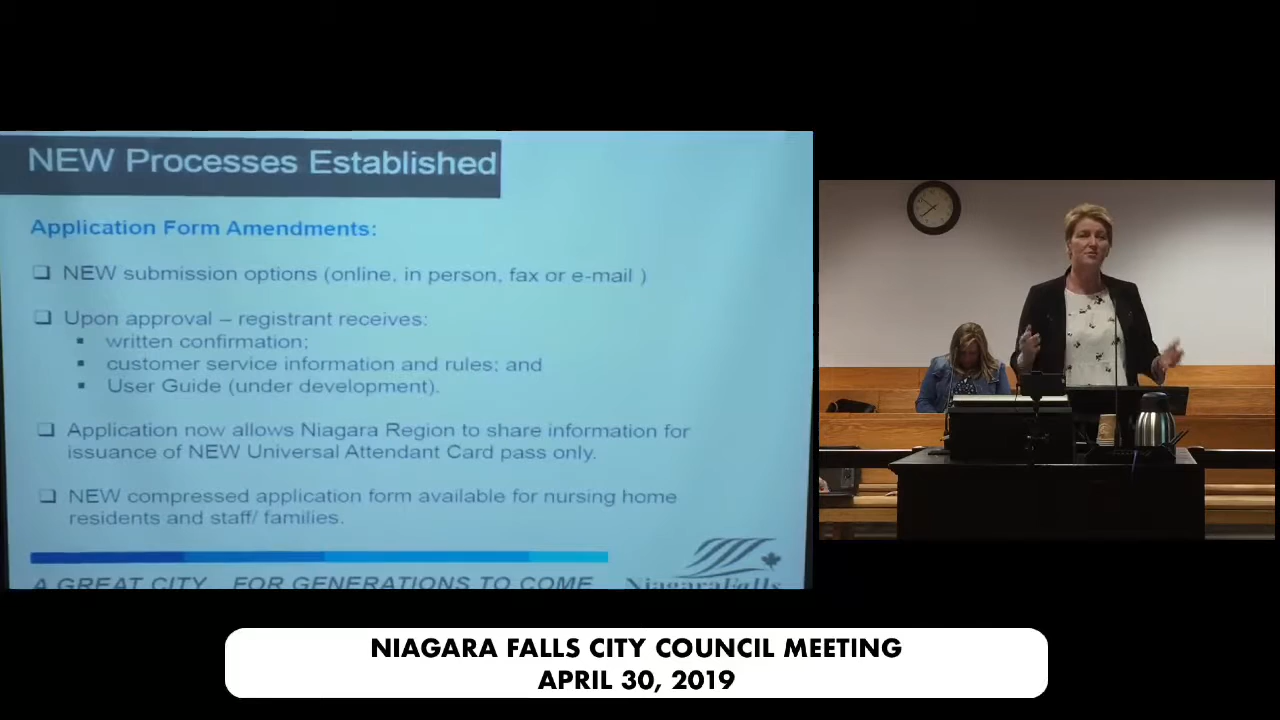 NEW Processes Established
Application Form Amendments:
NEW submission options (online, in person, fax or e-mail )
Upon approval – registrant receives:
written confirmation;
customer service information and rules; and
User Guide (under development).
Application now allows Niagara Region to share information for
issuance of NEW Universal Attendant Card pass only.
NEW compressed application form available for nursing home
residents and staff/ families.
A GREAT CITY... FOR GENERATIONS TO COME
NiagaraFalls
NIAGARA FALLS CITY COUNCIL MEETING
APRIL 30, 2019